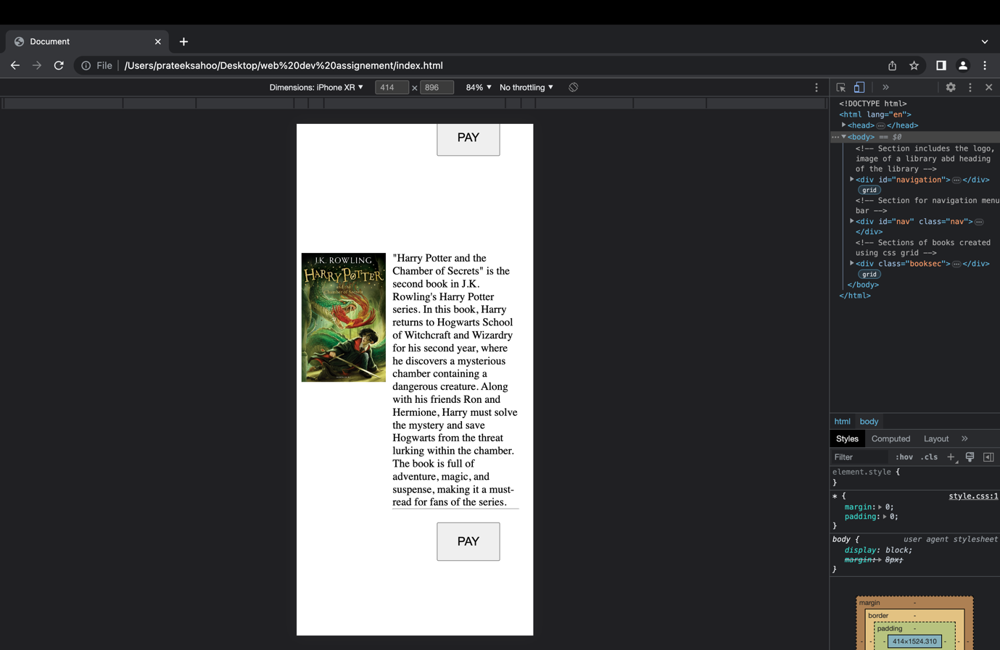 Document
File
/Users/prateeksahoo/Desktop/web%20dev%20assignement/index.html
Dimensions: iPhone XR ▼ 414 × 896 84% ▼ No throttling ▼
PAY
J.K. ROWLING
HARRY POTTER
and the
Chamber of Secrets
"Harry Potter and the
Chamber of Secrets" is the
second book in J.K.
Rowling's Harry Potter
series. In this book, Harry
returns to Hogwarts School
of Witchcraft and Wizardry
for his second year, where
he discovers a mysterious
chamber containing a
dangerous creature. Along
with his friends Ron and
Hermione, Harry must solve
the mystery and save
Hogwarts from the threat
lurking within the chamber.
The book is full of
adventure, magic, and
suspense, making it a must-
read for fans of the series.
PAY
<!DOCTYPE html>
<html lang="en">
▶<head>…</head>
…▼<body> == $0
<!-- Section includes the logo,
image of a library abd heading
of the library -->
▶<div id="navigation">…</div>
grid
<!-- Section for navigation menu
bar -->
▶<div id="nav" class="nav">…
</div>
<!-- Sections of books created
using css grid -->
▶<div class="booksec">…</div>
grid
</body>
</html>
html body
Styles Computed Layout »
Filter :hov .cls +
element.style {
}
* { style.css:1
margin:▶ 0;
padding:▶ 0;
}
body { user agent stylesheet
display: block;
margin:▶ 8px;
}
margin -
border -
padding -
- - - 414×1524.310 - - -